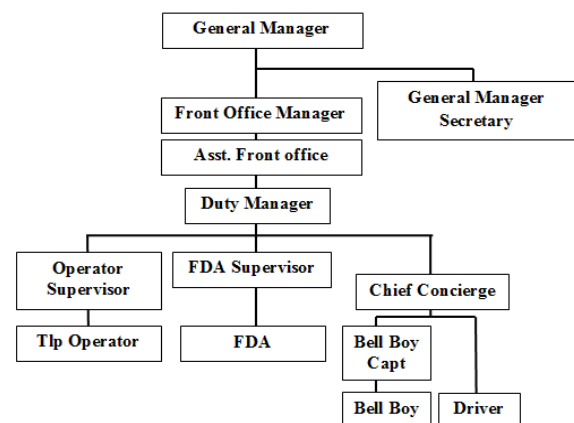 General Manager
General Manager
Secretary
Front Office Manager
Asst. Front office
Duty Manager
Operator
Supervisor
FDA Supervisor
Chief Concierge
Tlp Operator
FDA
Bell Boy
Capt
Bell Boy
Driver